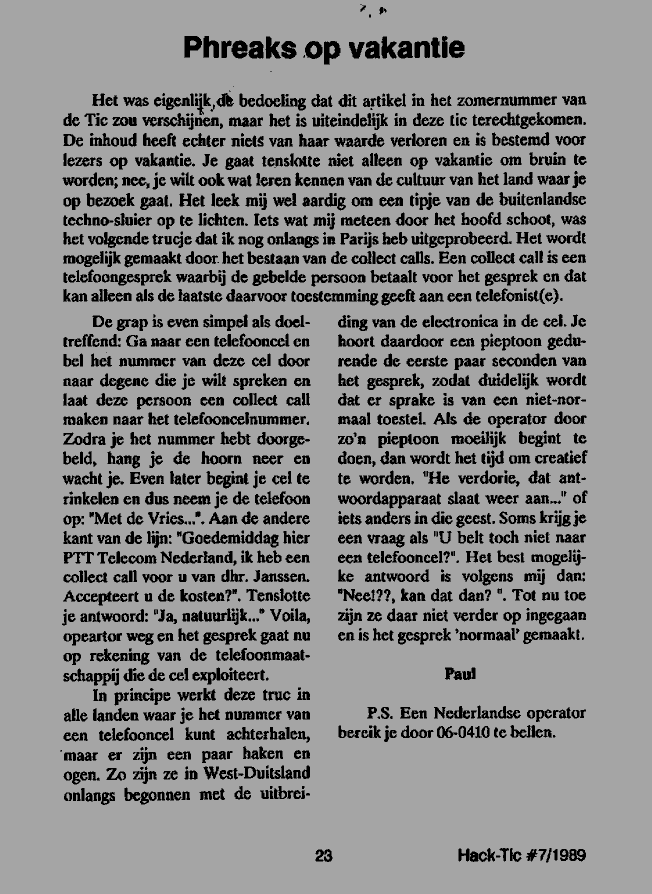 Phreaks op vakantie
Het was eigenlijk de bedoeling dat dit artikel in het zomernummer van
de Tic zou verschijnen, maar het is uiteindelijk in deze tic terechtgekomen.
De inhoud heeft echter niets van haar waarde verloren en is bestemd voor
lezers op vakantie. Je gaat tenslotte niet alleen op vakantie om bruin te
worden; nee, je wilt ook wat leren kennen van de cultuur van het land waar je
op bezoek gaat. Het leek mij wel aardig om een tipje van de buitenlandse
techno-sluier op te lichten. Iets wat mij meteen door het hoofd schoot, was
het volgende trucje dat ik nog onlangs in Parijs heb uitgeprobeerd. Het wordt
mogelijk gemaakt door het bestaan van de collect calls. Een collect call is een
telefoongesprek waarbij de gebelde persoon betaalt voor het gesprek en dat
kan alleen als de laatste daarvoor toestemming geeft aan een telefonist(e).
De grap is even simpel als doel-
treffend: Ga naar een telefooncel en
bel het nummer van deze cel door
naar degene die je wilt spreken en
laat deze persoon een collect call
maken naar het telefooncelnummer.
Zodra je het nummer hebt doorge-
beld, hang je de hoorn neer en
wacht je. Even later begint je cel te
rinkelen en dus neem je de telefoon
op: "Met de Vries...". Aan de andere
kant van de lijn: "Goedemiddag hier
PTT Telecom Nederland, ik heb een
collect call voor u van dhr. Janssen.
Accepteert u de kosten?". Tenslotte
je antwoord: "Ja, natuurlijk..." Voila,
opeartor weg en het gesprek gaat nu
op rekening van de telefoonmaat-
schappij die de cel exploiteert.
In principe werkt deze truc in
alle landen waar je het nummer van
een telefooncel kunt achterhalen,
maar er zijn een paar haken en
ogen. Zo zijn ze in West-Duitsland
onlangs begonnen met de uitbrei-
ding van de electronica in de cel. Je
hoort daardoor een pieptoon gedu-
rende de eerste paar seconden van
het gesprek, zodat duidelijk wordt
dat er sprake is van een niet-nor-
maal toestel. Als de operator door
zo'n pieptoon moeilijk begint te
doen, dan wordt het tijd om creatief
te worden. "He verdorie, dat ant-
woordapparaat slaat weer aan..." of
iets anders in die geest. Soms krijg je
een vraag als "U belt toch niet naar
een telefooncel?". Het best mogelij-
ke antwoord is volgens mij dan:
"Nee!??, kan dat dan? ". Tot nu toe
zijn ze daar niet verder op ingegaan
en is het gesprek 'normaal' gemaakt.
Paul
P.S. Een Nederlandse operator
bereik je door 06-0410 te bellen.
23
Hack-Tic #7/1989